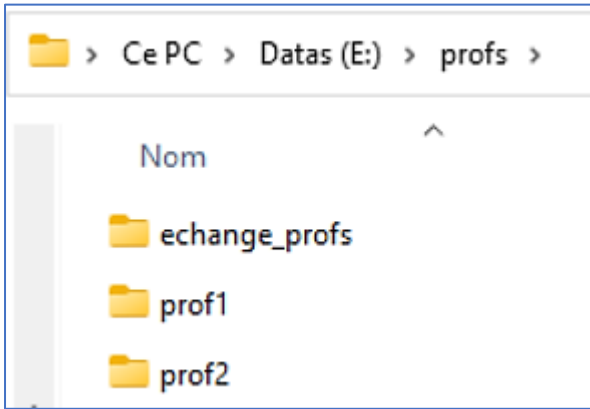 Ce PC > Datas (E:) > profs >
Nom
echange_profs
prof1
prof2